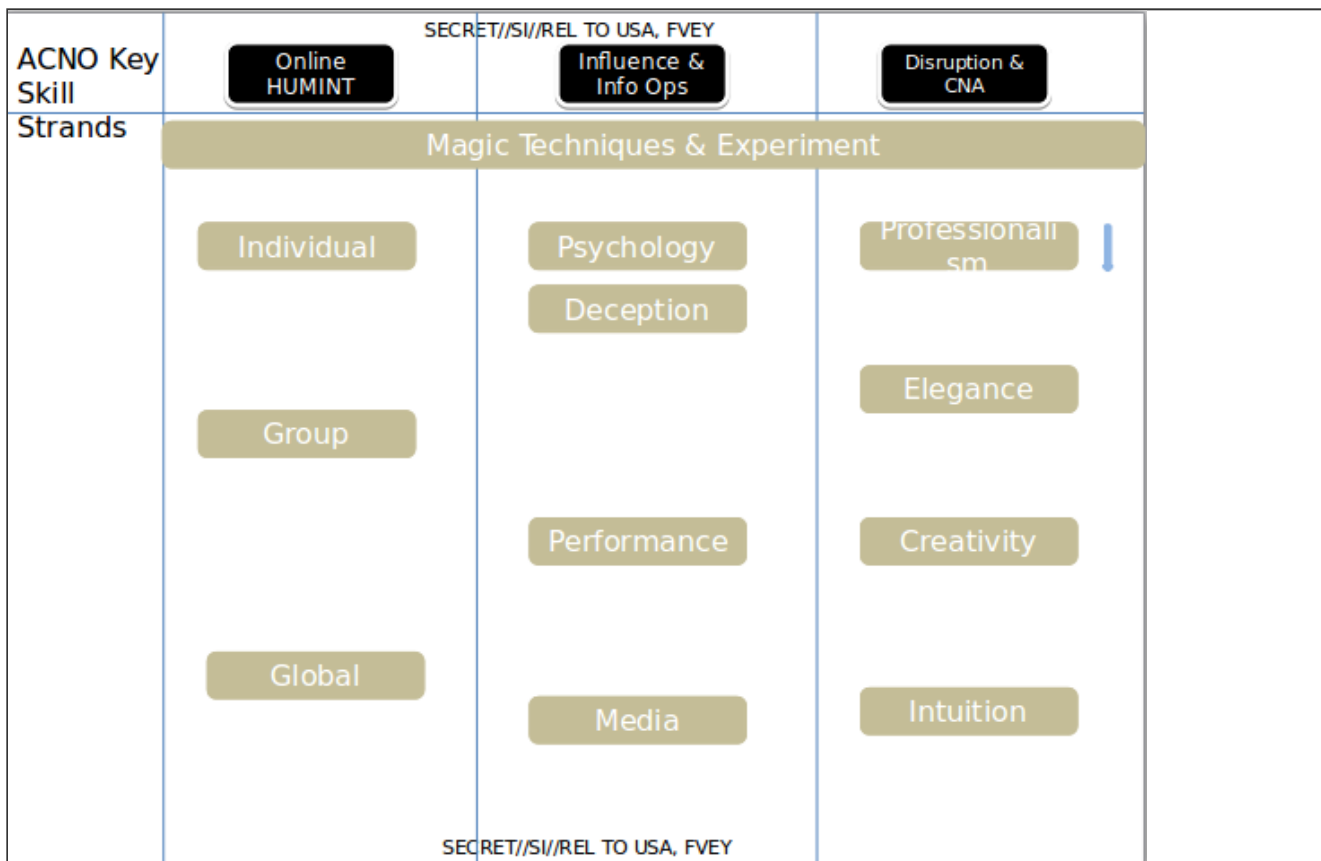 SECRET//SI//REL TO USA, FVEY
ACNO Key
Skill
Strands
Online
HUMINT
Influence &
Info Ops
Disruption &
CNA
Magic Techniques & Experiment
Individual
Psychology
Professionali
sm
Deception
Elegance
Group
Performance
Creativity
Global
Media
Intuition
SECRET//SI//REL TO USA, FVEY